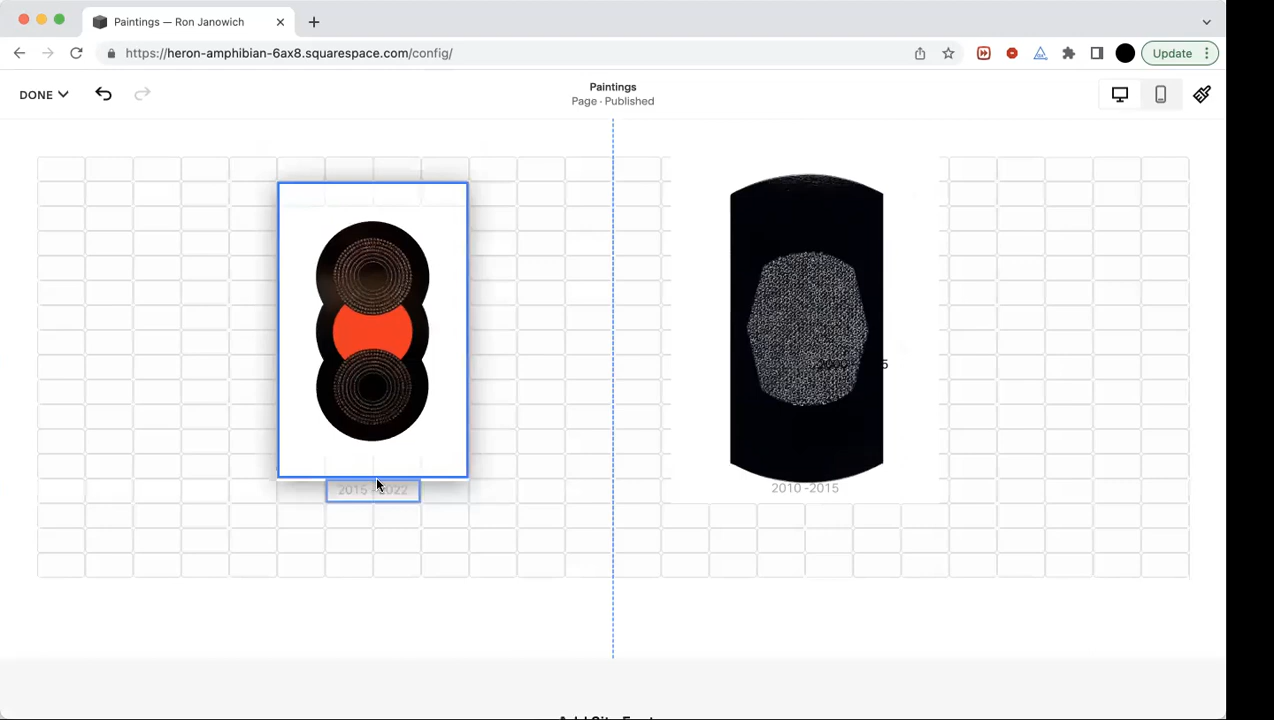 Paintings — Ron Janowich
https://heron-amphibian-6ax8.squarespace.com/config/
Update
DONE
Paintings
Page · Published
2015 - 2022
2010 -2015